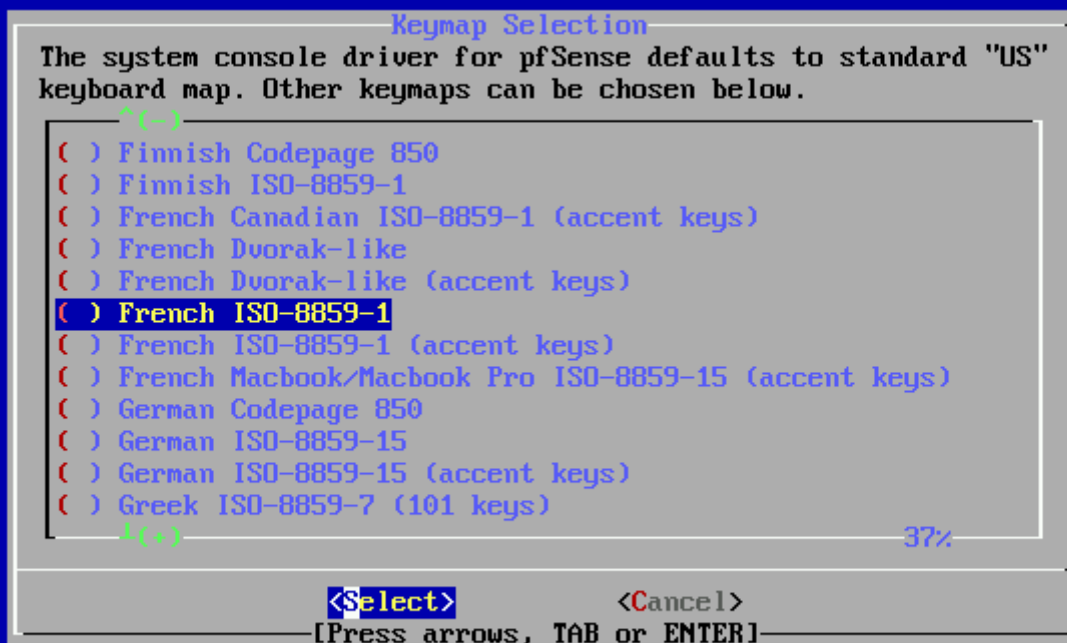 Keymap Selection
The system console driver for pfSense defaults to standard "US"
keyboard map. Other keymaps can be chosen below.
^(-)
( ) Finnish Codepage 850
( ) Finnish ISO-8859-1
( ) French Canadian ISO-8859-1 (accent keys)
( ) French Dvorak-like
( ) French Dvorak-like (accent keys)
( ) French ISO-8859-1
( ) French ISO-8859-1 (accent keys)
( ) French Macbook/Macbook Pro ISO-8859-15 (accent keys)
( ) German Codepage 850
( ) German ISO-8859-15
( ) German ISO-8859-15 (accent keys)
( ) Greek ISO-8859-7 (101 keys)
┴(+) 37%
<Select> <Cancel>
[Press arrows, TAB or ENTER]